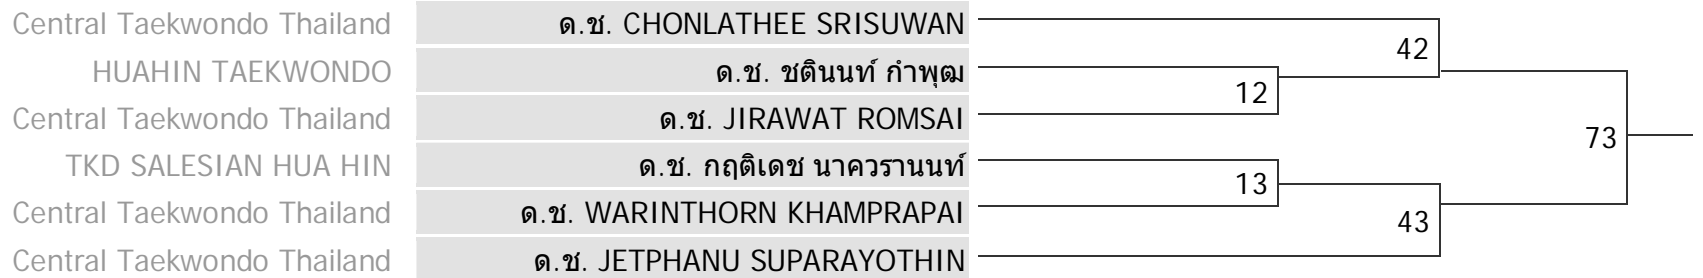 Central Taekwondo Thailand ด.ช. CHONLATHEE SRISUWAN
42
HUAHIN TAEKWONDO ด.ช. ชตินนท์ กำพุฒ
12
Central Taekwondo Thailand ด.ช. JIRAWAT ROMSAI
73
TKD SALESIAN HUA HIN ด.ช. กฤติเดช นาควรานนท์
13
Central Taekwondo Thailand ด.ช. WARINTHORN KHAMPRAPAI
43
Central Taekwondo Thailand ด.ช. JETPHANU SUPARAYOTHIN